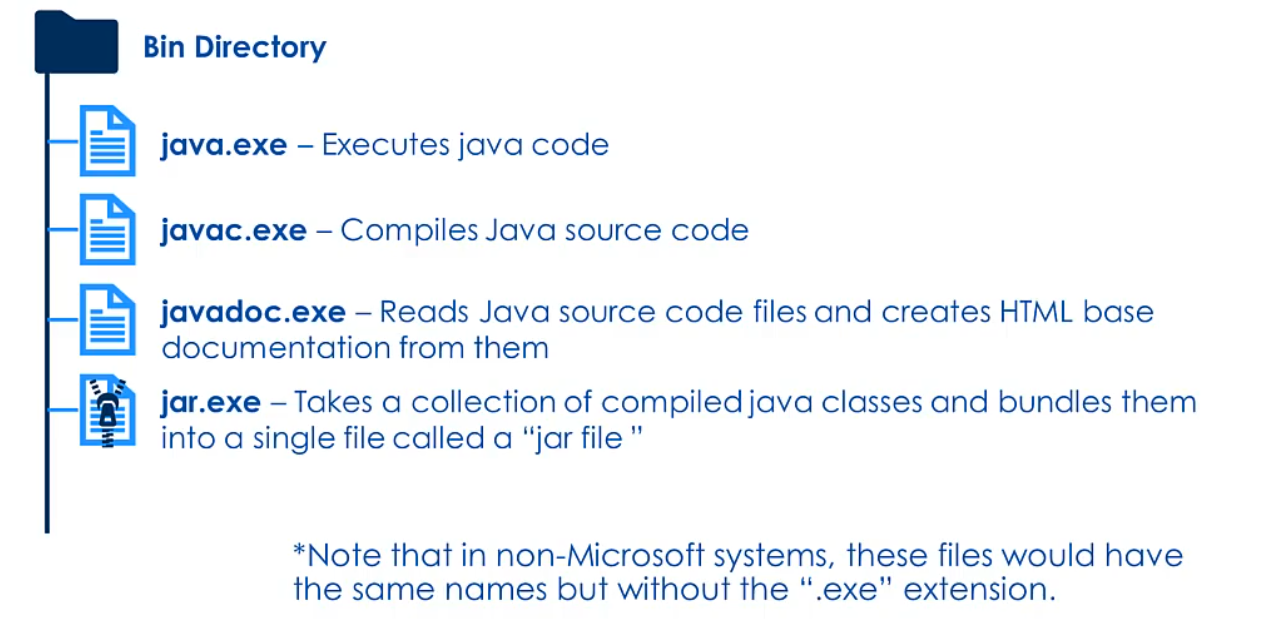 Bin Directory
java.exe – Executes java code
javac.exe – Compiles Java source code
javadoc.exe – Reads Java source code files and creates HTML base
documentation from them
jar.exe – Takes a collection of compiled java classes and bundles them
into a single file called a “jar file ”
*Note that in non-Microsoft systems, these files would have
the same names but without the “.exe” extension.